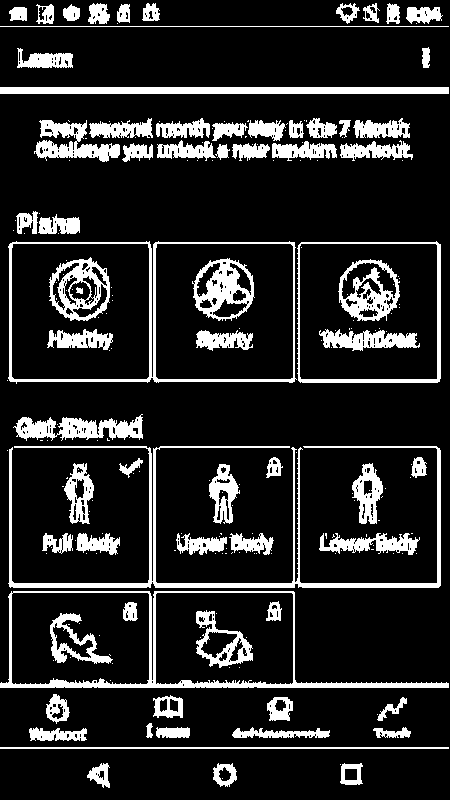 8:04
Learn
Every second month you stay in the 7 Month
Challenge you unlock a new random workout.
Plans
Healthy
Sporty
Weightloss
Get Started
Full Body
Upper Body
Lower Body
Workout
Learn
Achievements
Track